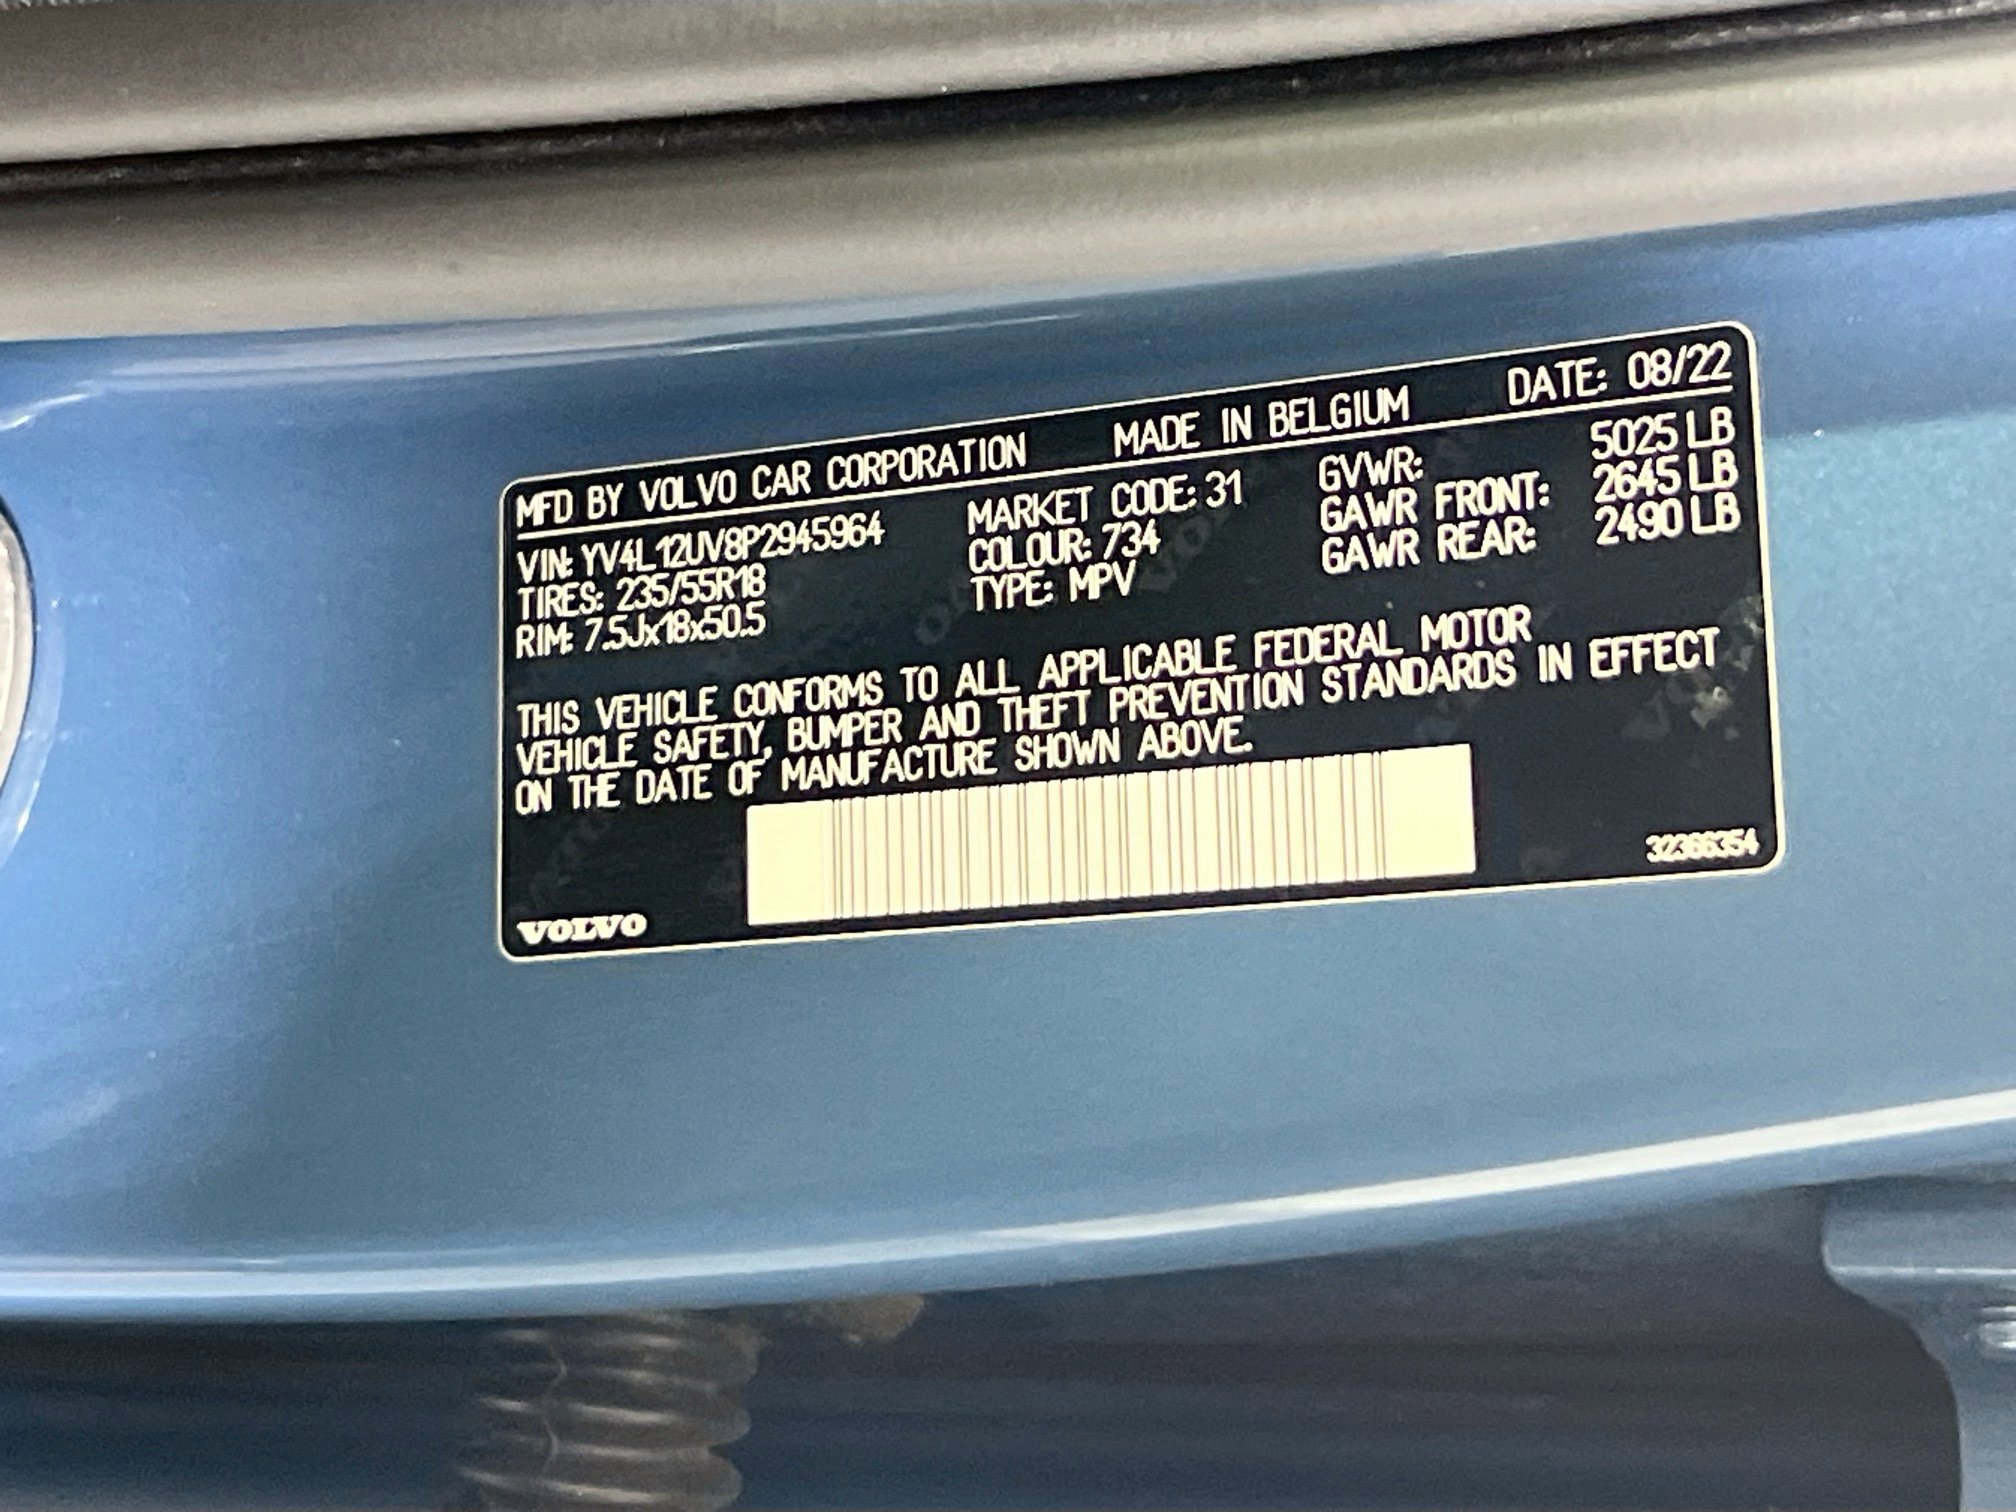 MFD BY VOLVO CAR CORPORATION MADE IN BELGIUM DATE: 08/22
VIN: YV4L12UV8P2945964 MARKET CODE: 31 GVWR: 5025 LB
TIRES: 235/55R18 COLOUR: 734 GAWR FRONT: 2645 LB
RIM: 7.5Jx18x50.5 TYPE: MPV GAWR REAR: 2490 LB
THIS VEHICLE CONFORMS TO ALL APPLICABLE FEDERAL MOTOR
VEHICLE SAFETY, BUMPER AND THEFT PREVENTION STANDARDS IN EFFECT
ON THE DATE OF MANUFACTURE SHOWN ABOVE.
32366354
VOLVO